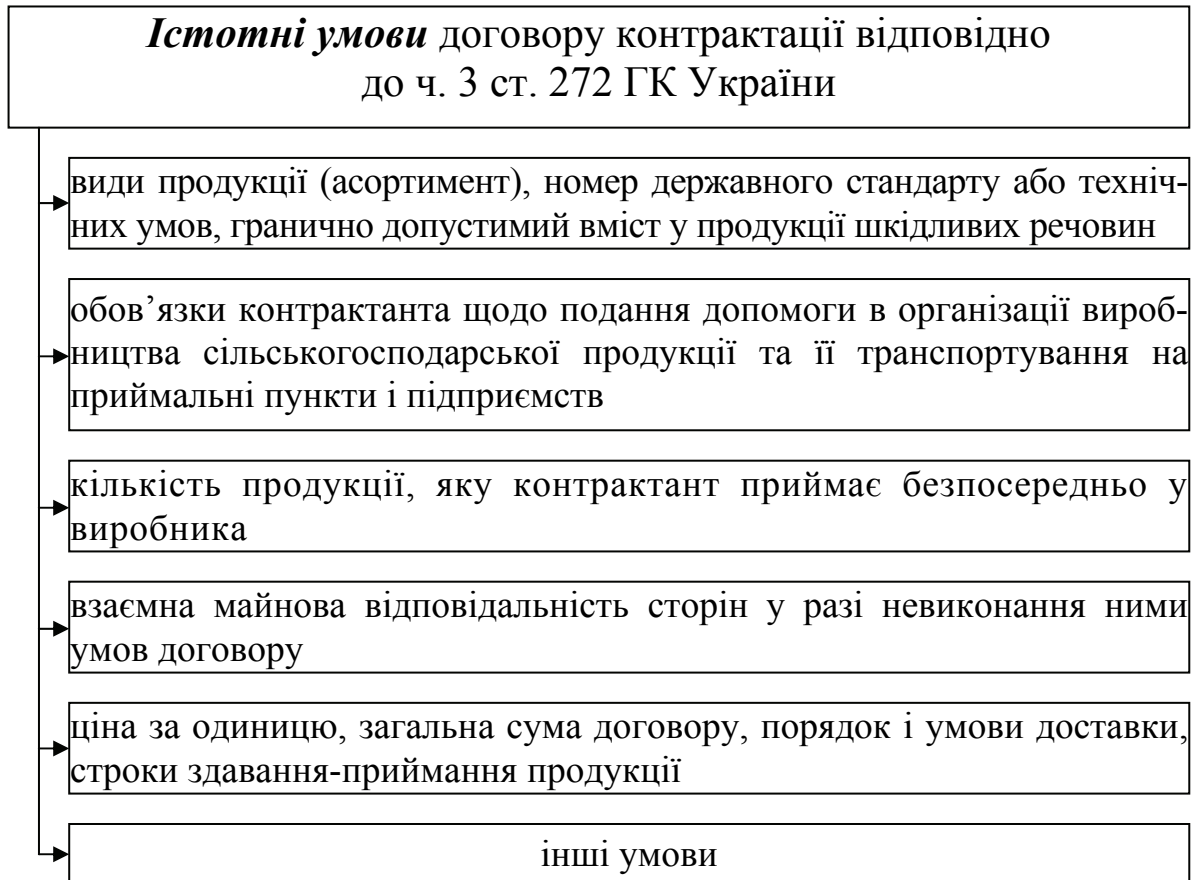 Істотні умови договору контрактації відповідно
до ч. 3 ст. 272 ГК України
види продукції (асортимент), номер державного стандарту або техніч-
них умов, гранично допустимий вміст у продукції шкідливих речовин
обов’язки контрактанта щодо подання допомоги в організації вироб-
ництва сільськогосподарської продукції та її транспортування на
приймальні пункти і підприємств
кількість продукції, яку контрактант приймає безпосередньо у
виробника
взаємна майнова відповідальність сторін у разі невиконання ними
умов договору
ціна за одиницю, загальна сума договору, порядок і умови доставки,
строки здавання-приймання продукції
інші умови